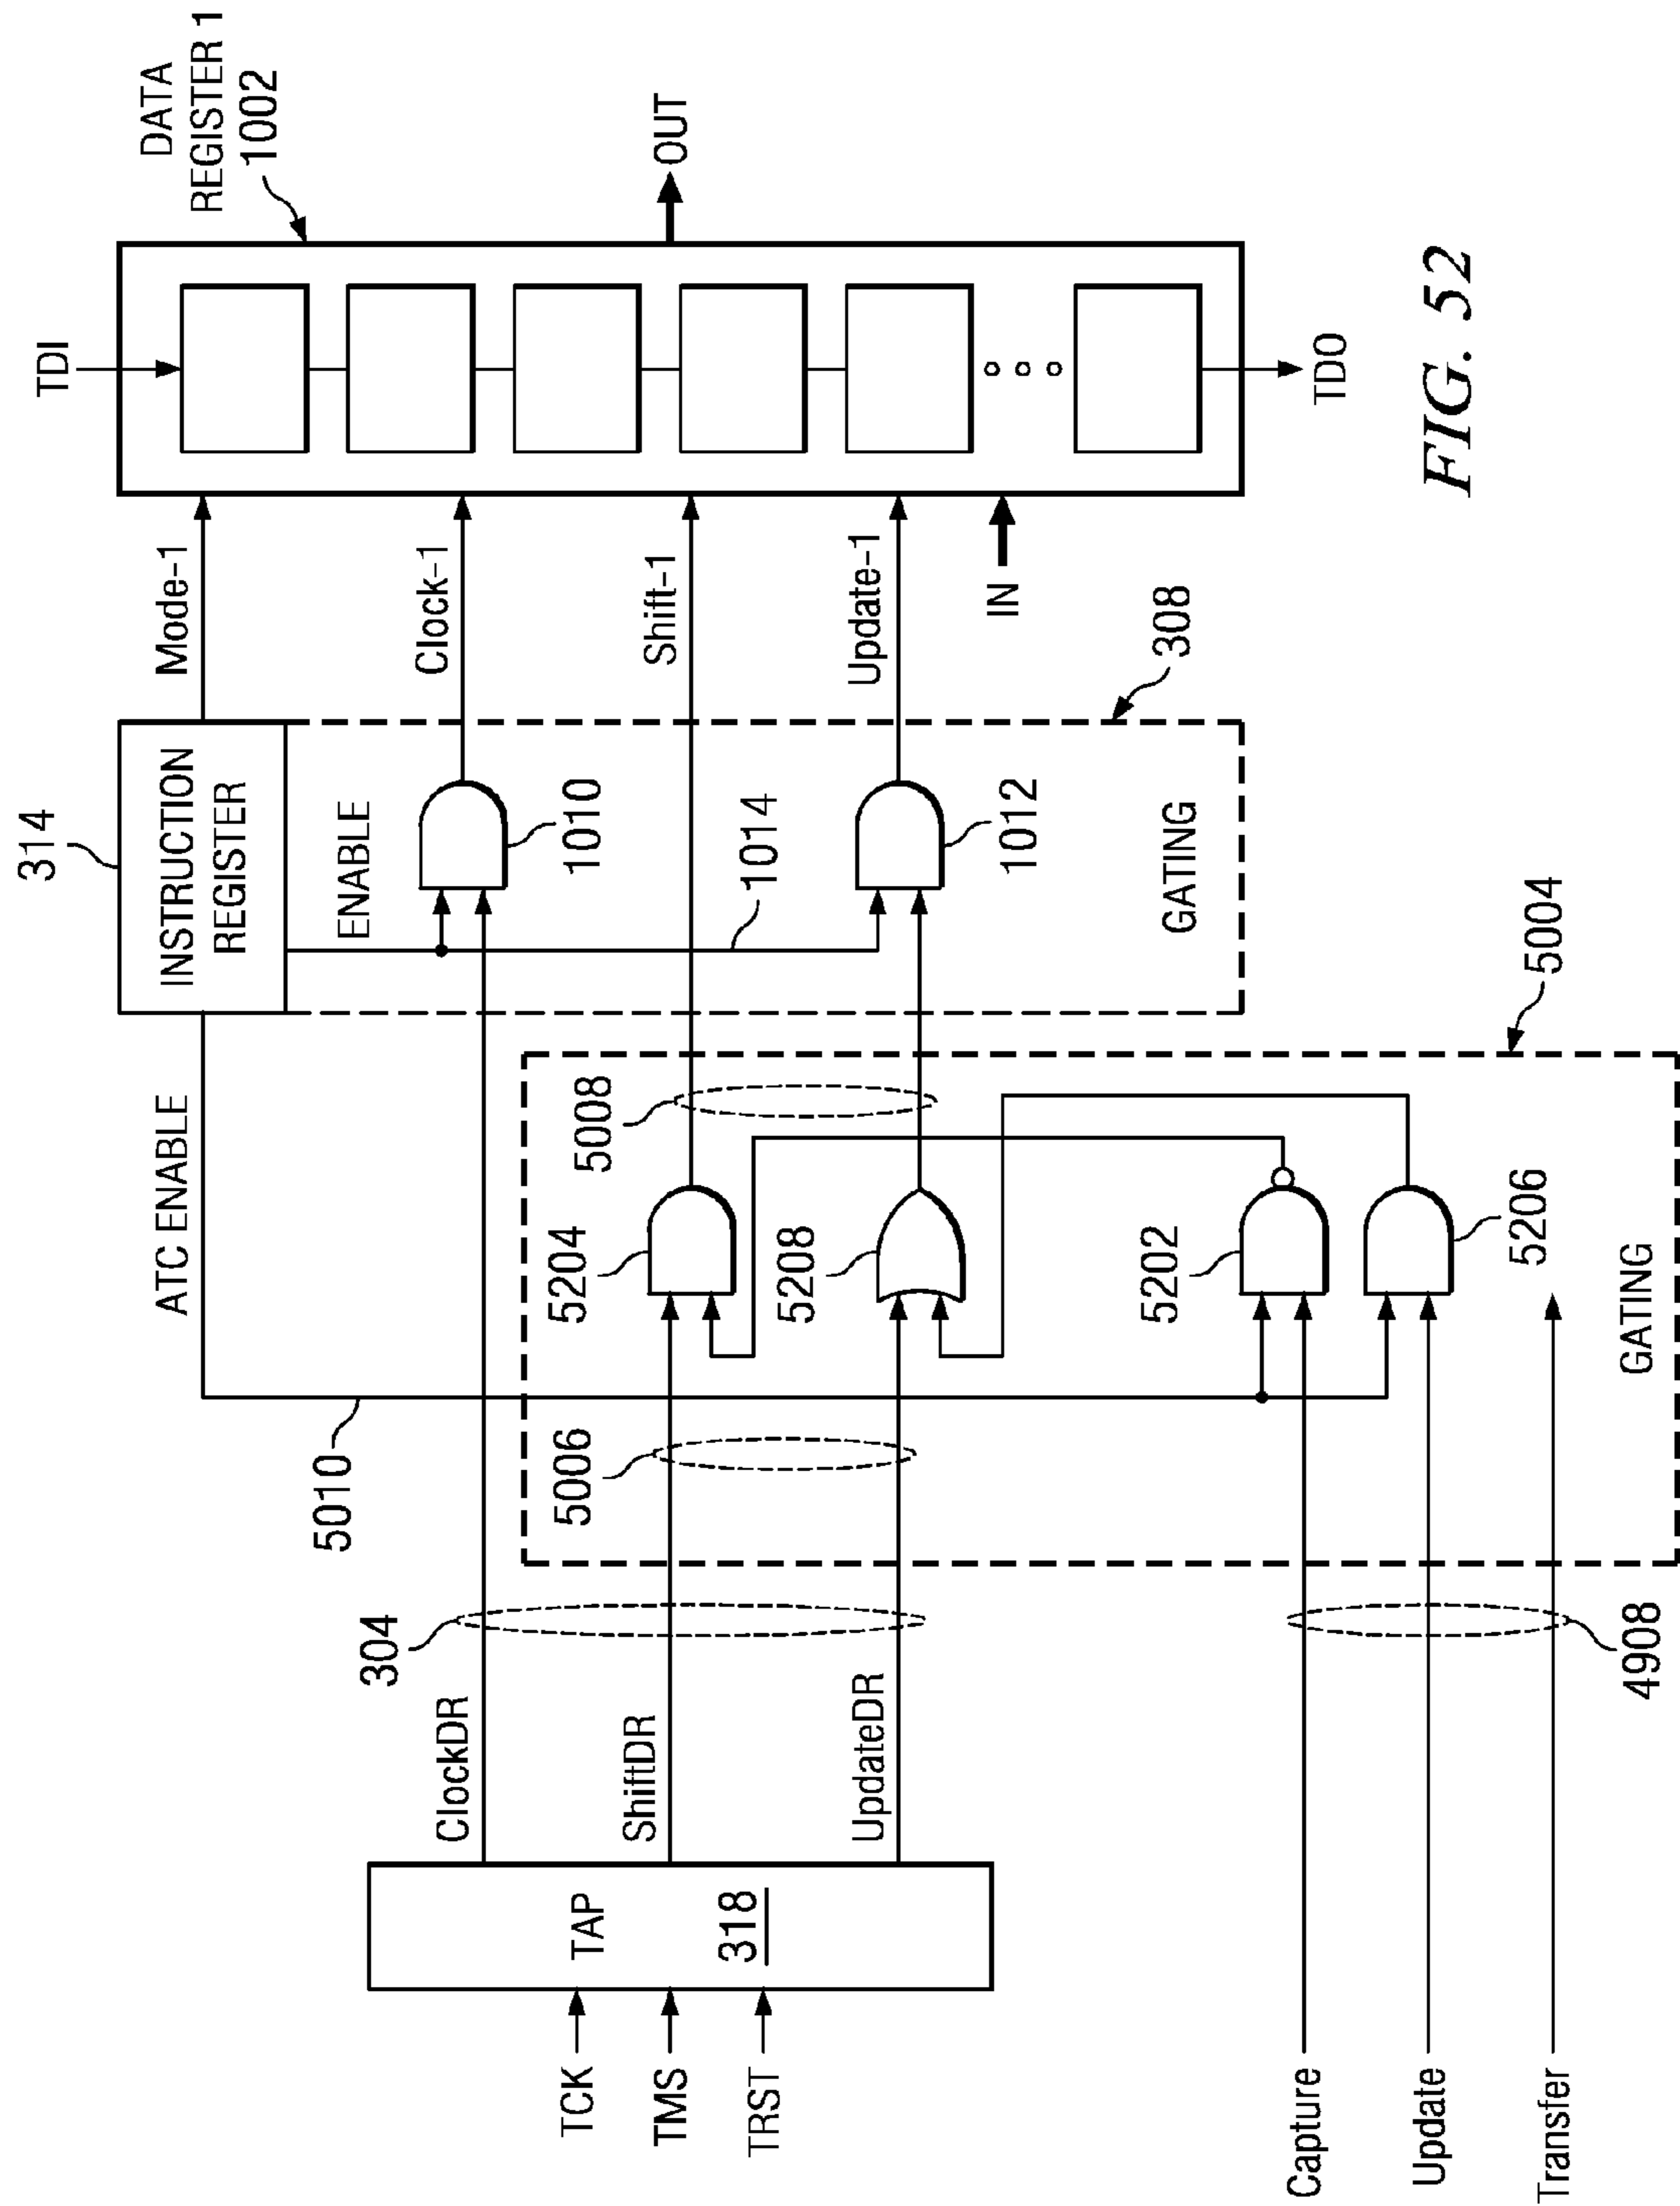 314
INSTRUCTION
REGISTER
ATC ENABLE
5010
ENABLE
1010
1014
1012
GATING
308
Mode-1
Clock-1
Shift-1
Update-1
IN
TDI
DATA
REGISTER 1
1002
OUT
TDO
TCK
TMS
TRST
TAP
318
ClockDR
ShiftDR
UpdateDR
304
5006
5204
5208
5008
5202
5206
GATING
5004
Capture
Update
Transfer
4908
FIG. 52